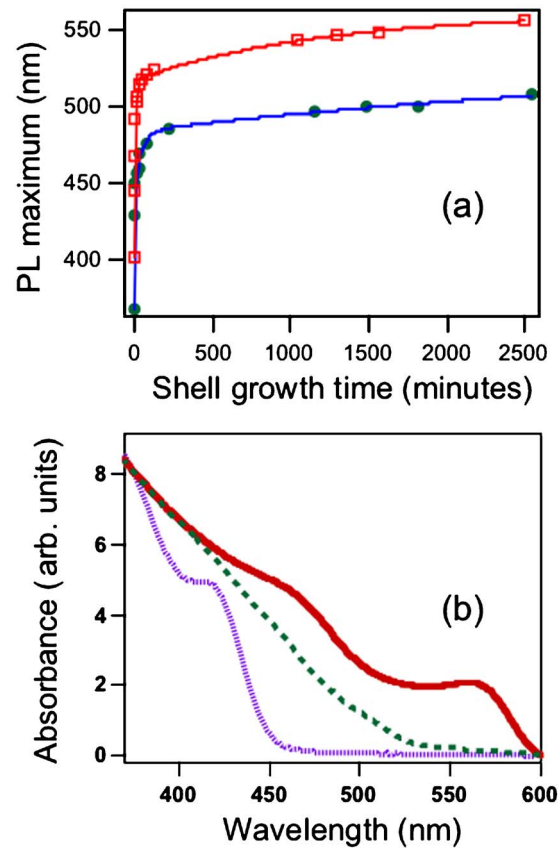 550
500
450
400
PL maximum (nm)
(a)
0 500 1000 1500 2000 2500
Shell growth time (minutes)
8
6
4
2
0
Absorbance ( arb. units)
(b)
400 450 500 550 600
Wavelength (nm)